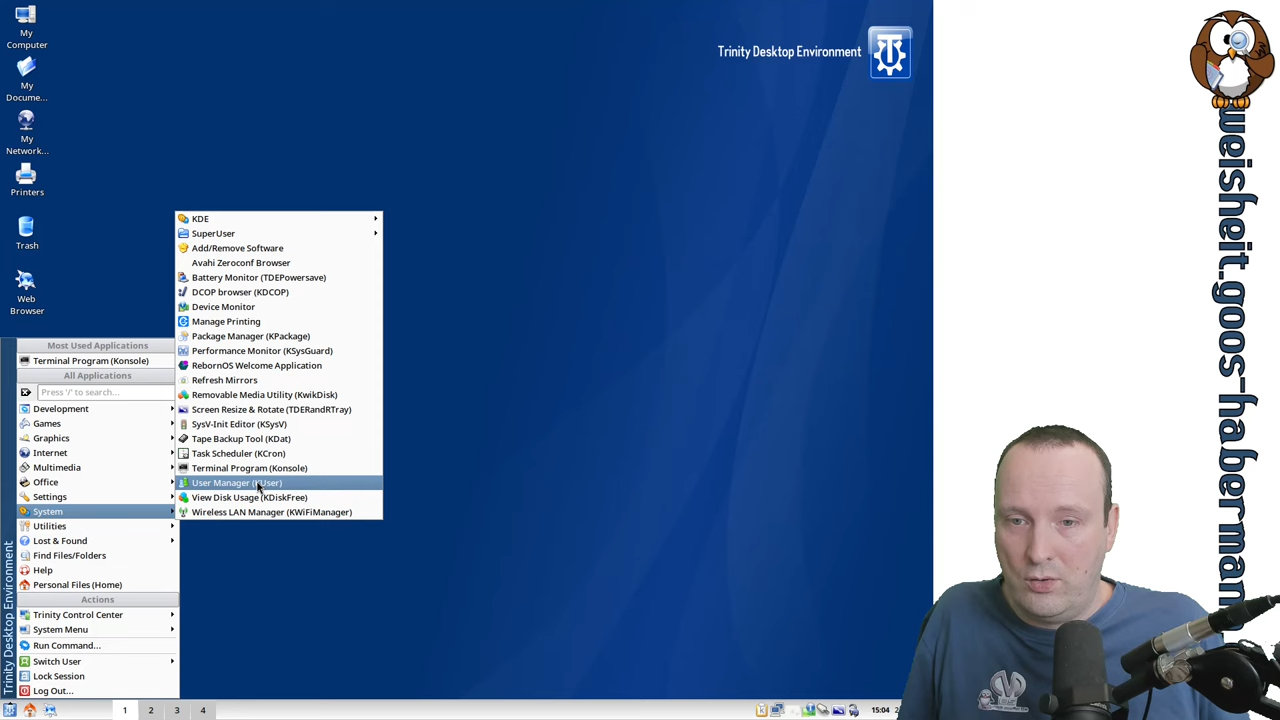 My
Computer
My
Docume...
My
Network...
Printers
Trash
Web
Browser
Trinity Desktop Environment
weisheit.goos-haberman
KDE
SuperUser
Add/Remove Software
Avahi Zeroconf Browser
Battery Monitor (TDEPowersave)
DCOP browser (KDCOP)
Device Monitor
Manage Printing
Package Manager (KPackage)
Performance Monitor (KSysGuard)
RebornOS Welcome Application
Refresh Mirrors
Removable Media Utility (KwikDisk)
Screen Resize & Rotate (TDERandRTray)
SysV-Init Editor (KSysV)
Tape Backup Tool (KDat)
Task Scheduler (KCron)
Terminal Program (Konsole)
User Manager (KUser)
View Disk Usage (KDiskFree)
Wireless LAN Manager (KWiFiManager)
Most Used Applications
Terminal Program (Konsole)
All Applications
Press '/' to search...
Development
Games
Graphics
Internet
Multimedia
Office
Settings
System
Utilities
Lost & Found
Find Files/Folders
Help
Personal Files (Home)
Actions
Trinity Control Center
System Menu
Run Command...
Switch User
Lock Session
Log Out...
Trinity Desktop Environment
1
2
3
4
15:04